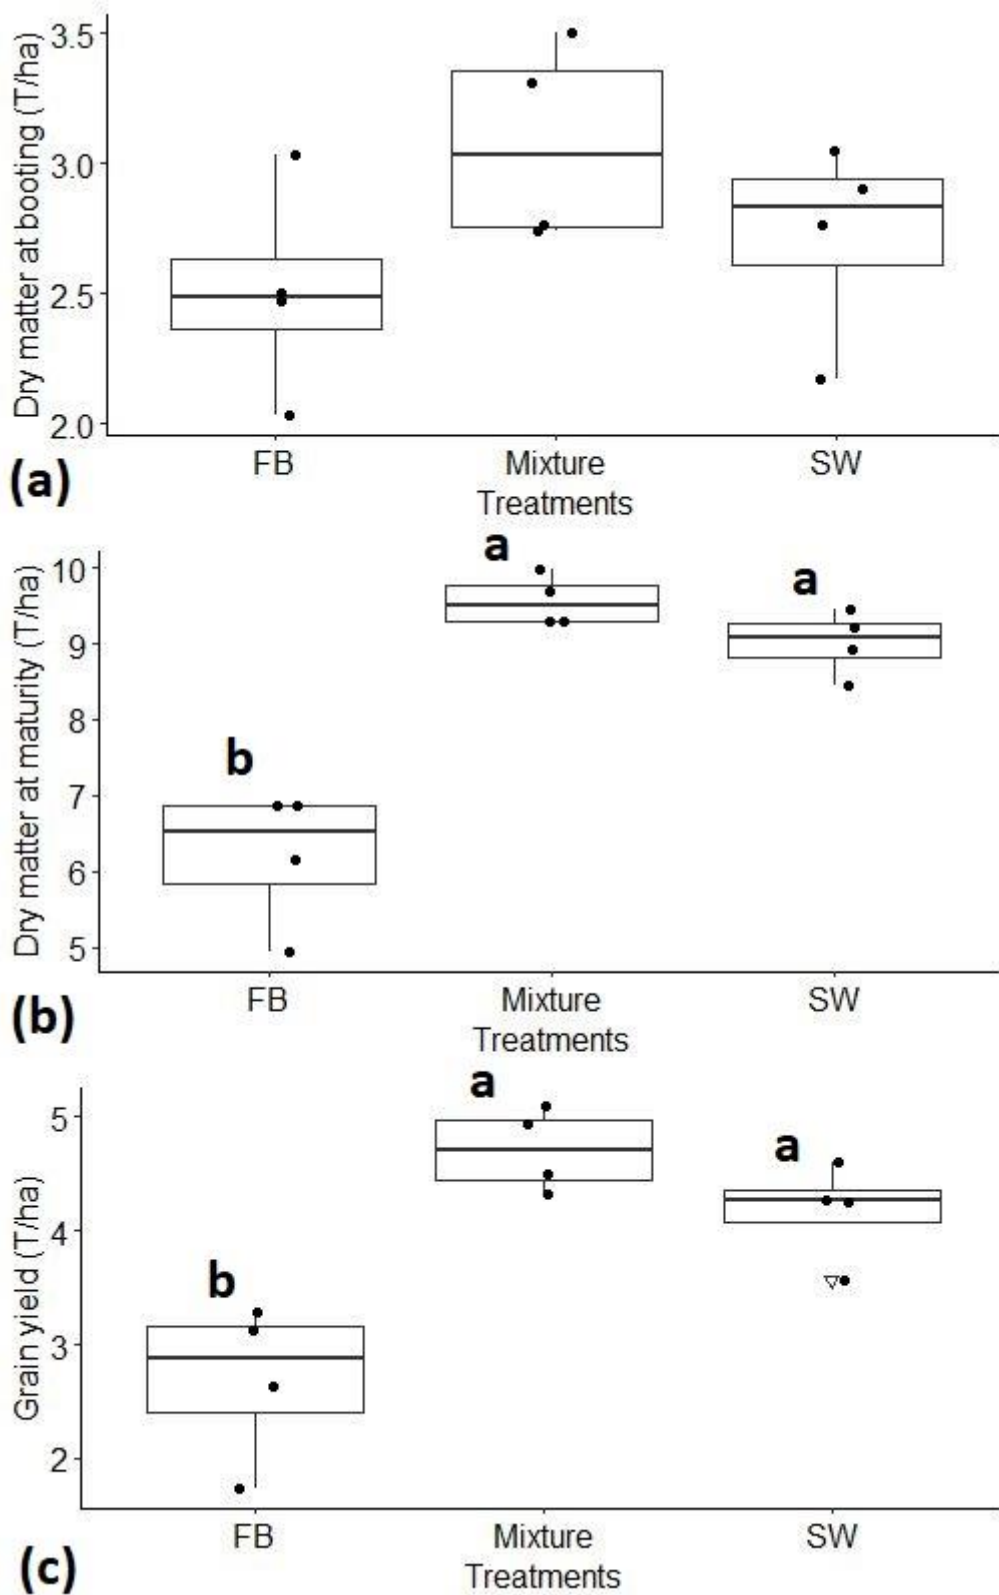 Dry matter at booting (T/ha)
3.5
3.0
2.5
2.0
FB Mixture SW
Treatments
(a)
Dry matter at maturity (T/ha)
10
9
8
7
6
5
b
a
a
FB Mixture SW
Treatments
(b)
Grain yield (T/ha)
5
4
3
2
b
a
a
FB Mixture SW
Treatments
(c)